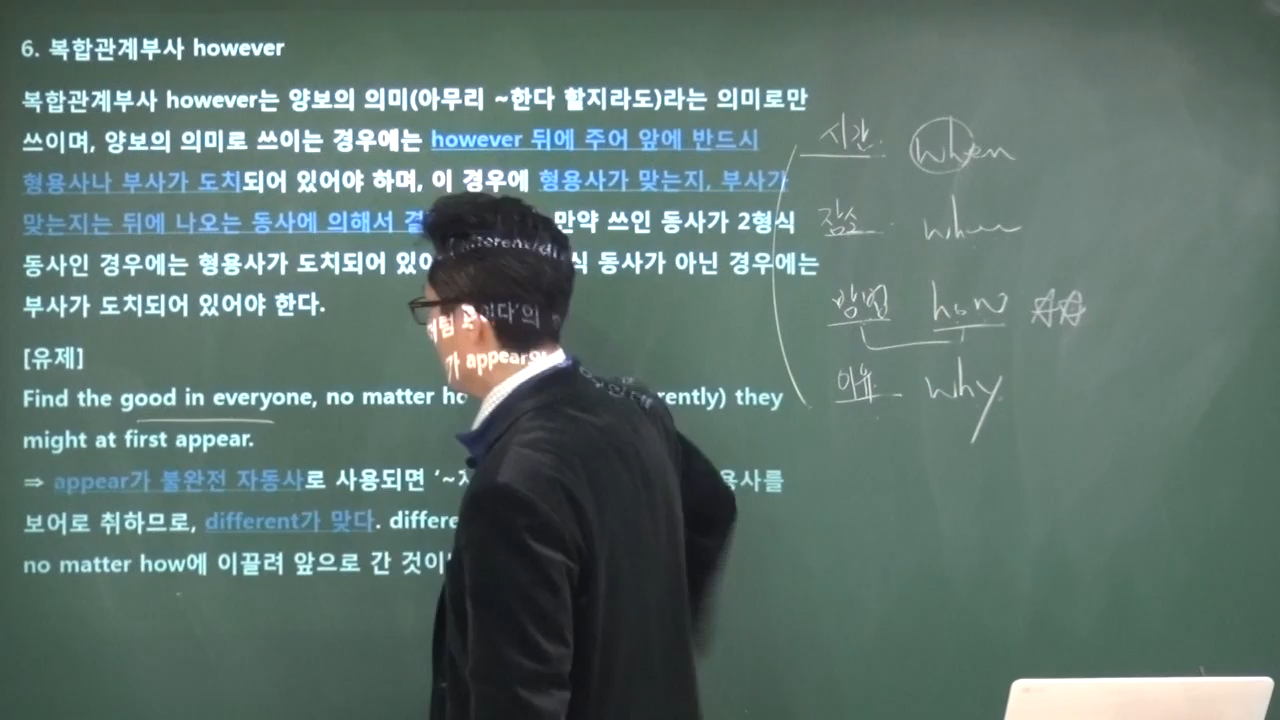 6. 복합관계부사 however
복합관계부사 however는 양보의 의미(아무리 ~한다 할지라도)라는 의미로만
쓰이며, 양보의 의미로 쓰이는 경우에는 however 뒤에 주어 앞에 반드시
형용사나 부사가 도치되어 있어야 하며, 이 경우에 형용사가 맞는지, 부사가
맞는지는 뒤에 나오는 동사에 의해서 만약 쓰인 동사가 2형식
동사인 경우에는 형용사가 도치되어 동사가 아닌 경우에는
부사가 도치되어 있어야 한다.
[유제]
Find the good in everyone, no matter they
might at first appear.
⇒ appear가 불완전 자동사로 사용되면
보어로 취하므로, different가 맞다.
no matter how에 이끌려 앞으로 간
시간 when
장소 where
방법 how
이유 why